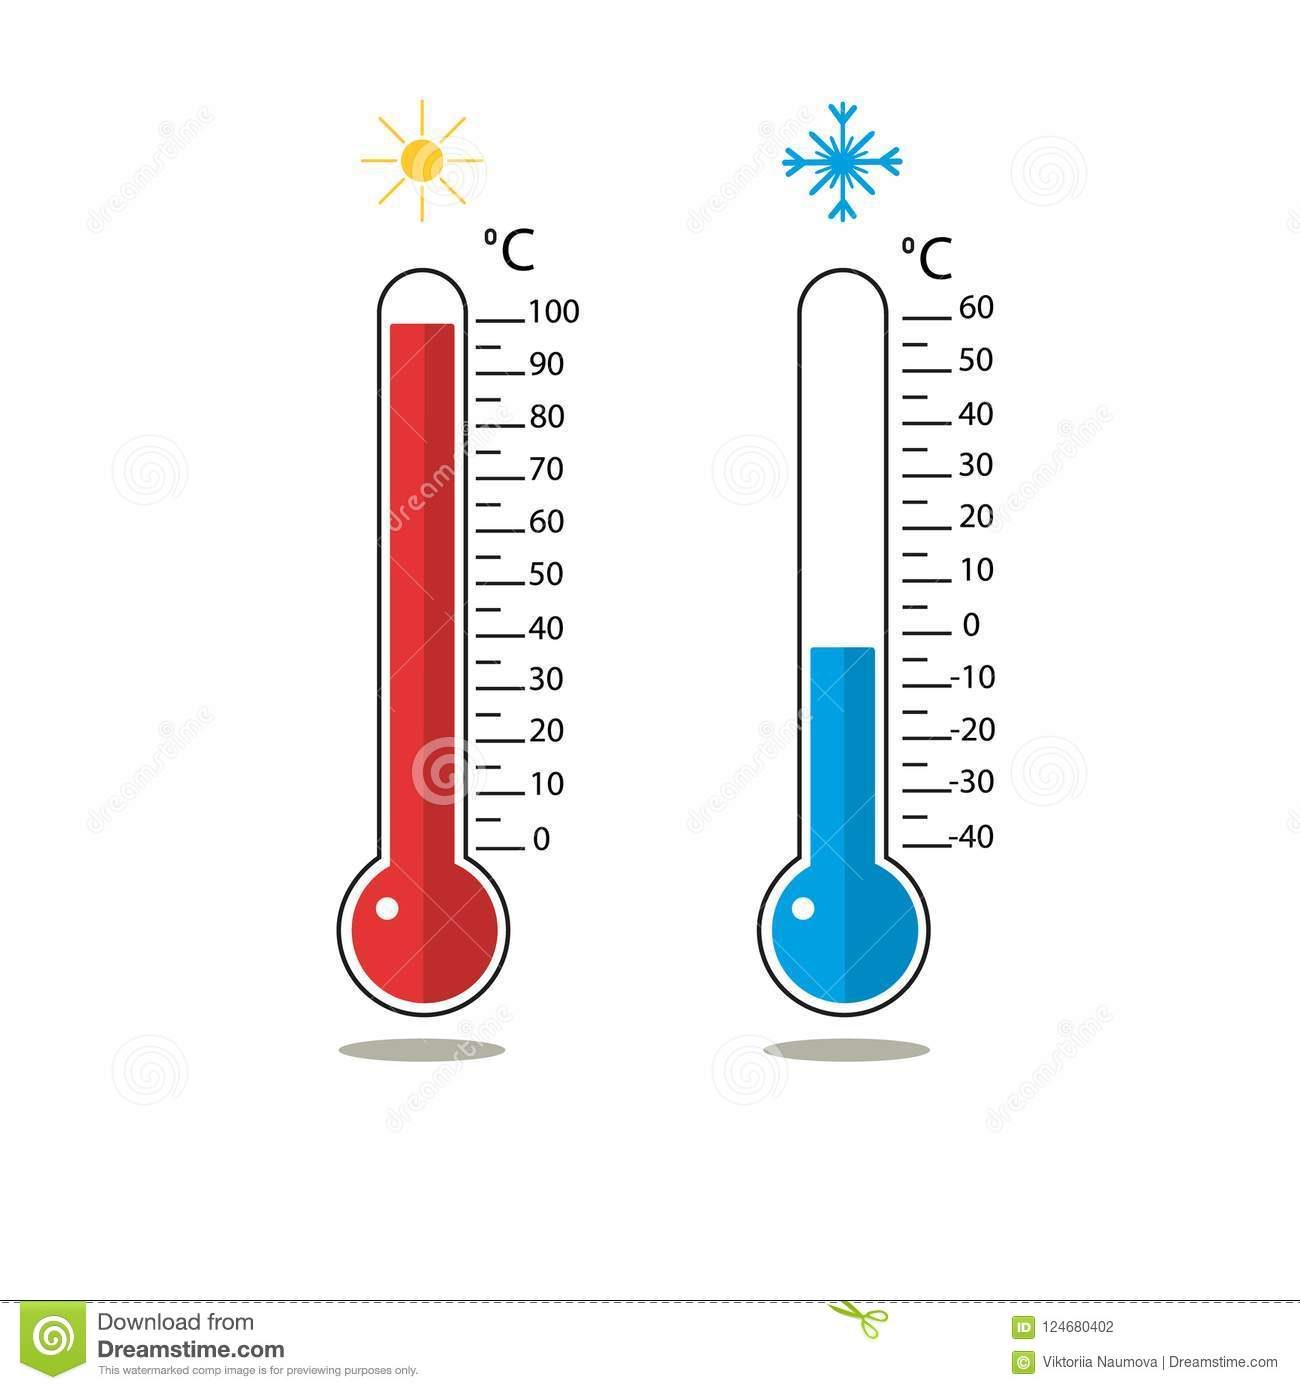 °C
100
90
80
70
60
50
40
30
20
10
0
°C
60
50
40
30
20
10
0
-10
-20
-30
-40
dreamstime
Download from
Dreamstime.com
This watermarked comp image is for previewing purposes only.
ID 124680402
© Viktoriia Naumova | Dreamstime.com